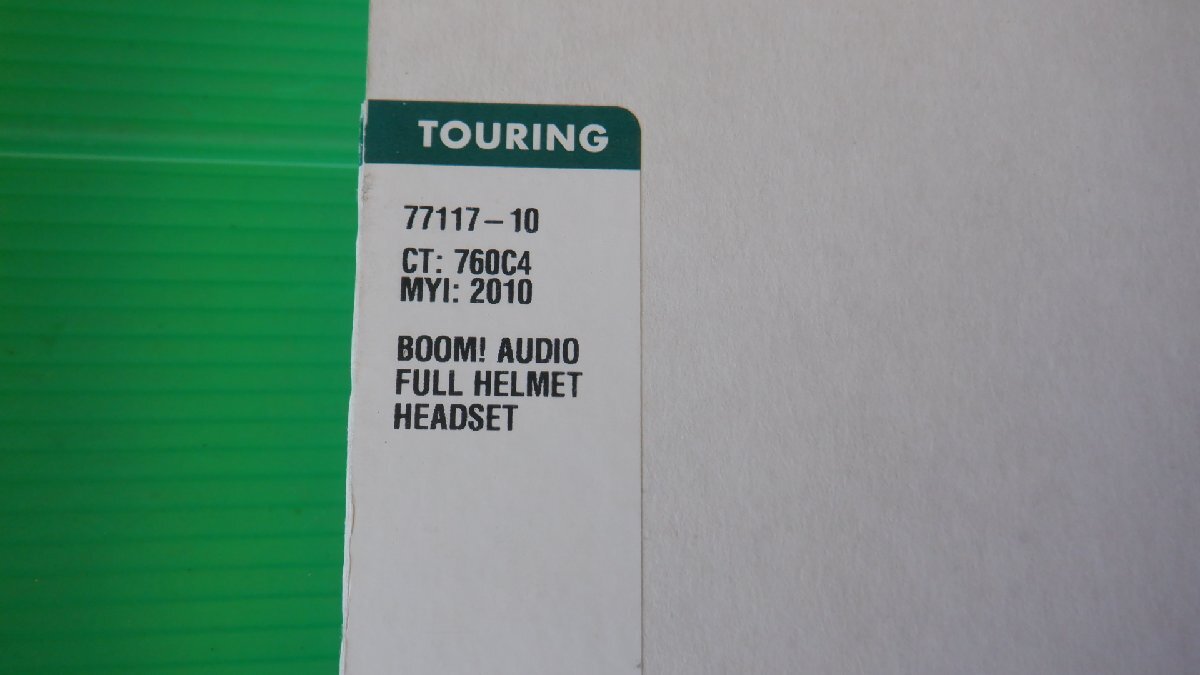 TOURING
77117-10
CT: 760C4
MYI: 2010
BOOM! AUDIO
FULL HELMET
HEADSET